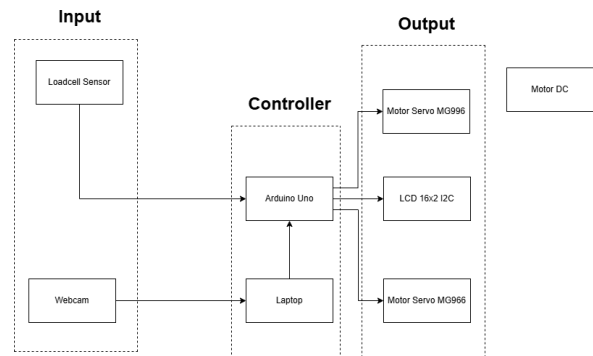 Input
Output
Loadcell Sensor
Motor DC
Motor Servo MG996
Controller
Arduino Uno
LCD 16x2 I2C
Webcam
Laptop
Motor Servo MG966